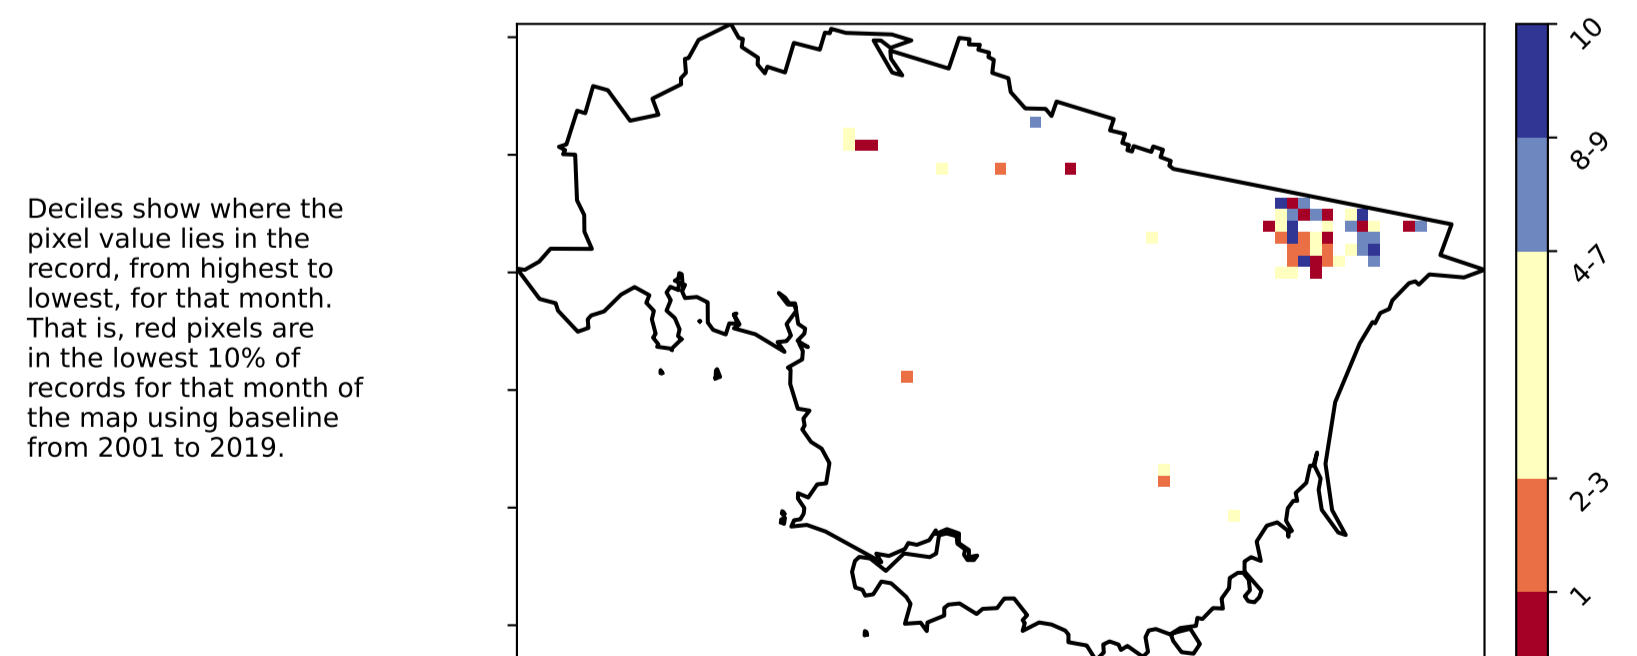 Deciles show where the
pixel value lies in the
record, from highest to
lowest, for that month.
That is, red pixels are
in the lowest 10% of
records for that month of
the map using baseline
from 2001 to 2019.
10
8-9
4-7
2-3
1